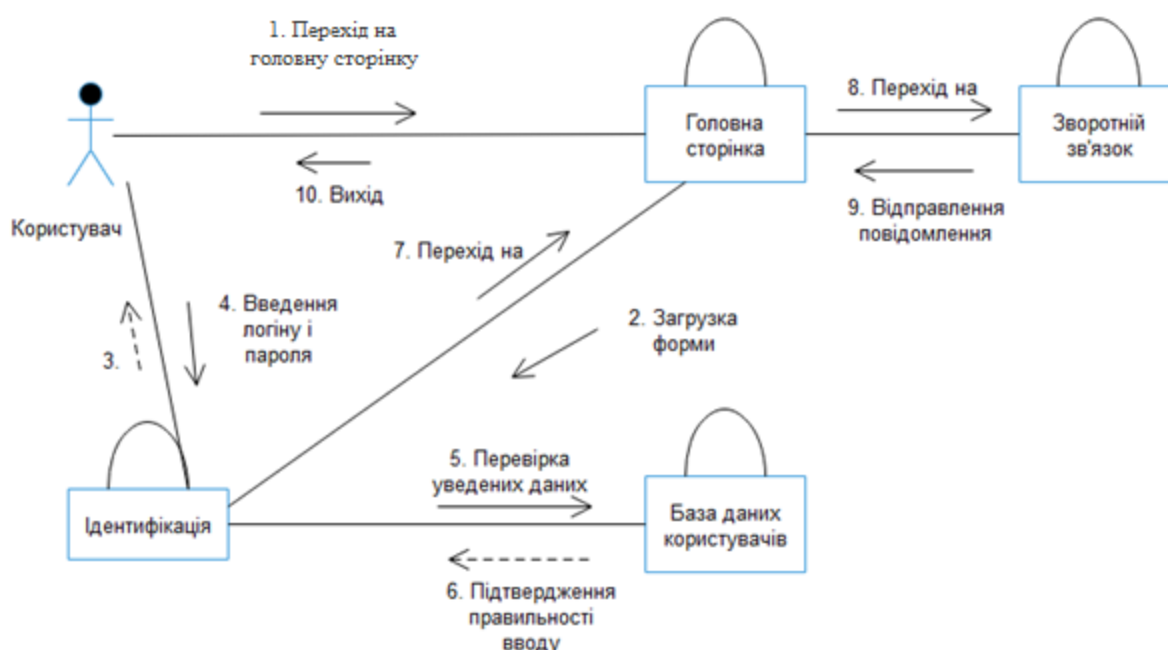 1. Перехід на
головну сторінку
8. Перехід на
Головна
сторінка
Зворотній
зв'язок
10. Вихід
9. Відправлення
повідомлення
Користувач
7. Перехід на
4. Введення
логіну і
пароля
2. Загрузка
форми
3.
5. Перевірка
уведених даних
Ідентифікація
База даних
користувачів
6. Підтвердження
правильності
вводу